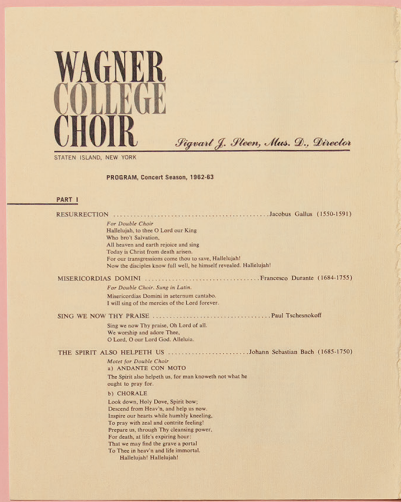 WAGNER
COLLEGE
CHOIR
Sigvart J. Steen, Mus. D., Director
STATEN ISLAND, NEW YORK
PROGRAM, Concert Season, 1962-63
PART I
RESURRECTION ........................................ Jacobus Gallus (1550-1591)
For Double Choir
Hallelujah, to thee O Lord our King
Who bro't Salvation,
All heaven and earth rejoice and sing
Today is Christ from death arisen.
For our transgressions come then to save, Hallelujah!
Now the disciples know full well, he himself revealed. Hallelujah!
MISERICORDIAS DOMINI ............................ Francesco Durante (1684-1755)
For Double Choir. Sung in Latin.
Misericordias Domini in aeternum cantabo.
I will sing of the mercies of the Lord forever.
SING WE NOW THY PRAISE ............................ Paul Tschesnokoff
Sing we now Thy praise, Oh Lord of all.
We worship and adore Thee,
O Lord, O our Lord God. Alleluia.
THE SPIRIT ALSO HELPETH US ..................... Johann Sebastian Bach (1685-1750)
Motet for Double Choir
a) ANDANTE CON MOTO
The Spirit also helpeth us, for man knoweth not what he
ought to pray for.
b) CHORALE
Look down, Holy Dove, Spirit bow;
Descend from Heav'n, and help us now.
Inspire our hearts while humbly kneeling,
To pray with zeal and contrite feeling!
Prepare us, through Thy cleansing power,
For death, at life's expiring hour:
That we may find the grave a portal
To Thee in heav'n and life immortal.
Hallelujah! Hallelujah!